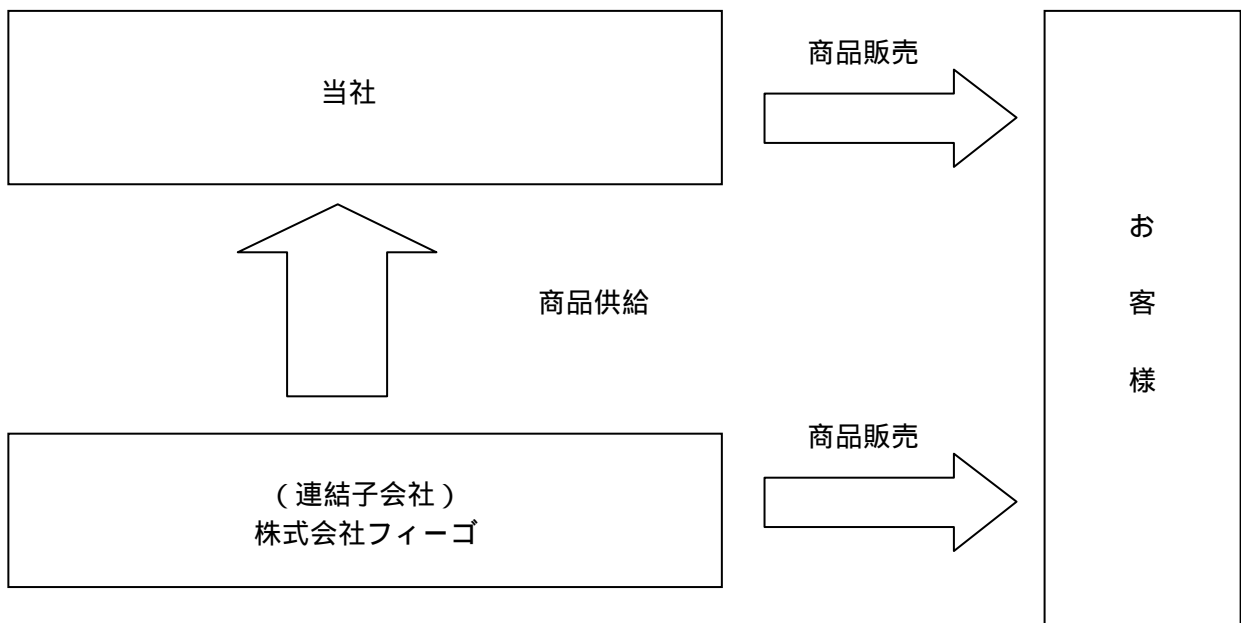 商品販売
当社
お
客
様
商品供給
商品販売
（連結子会社）
株式会社フィーゴ